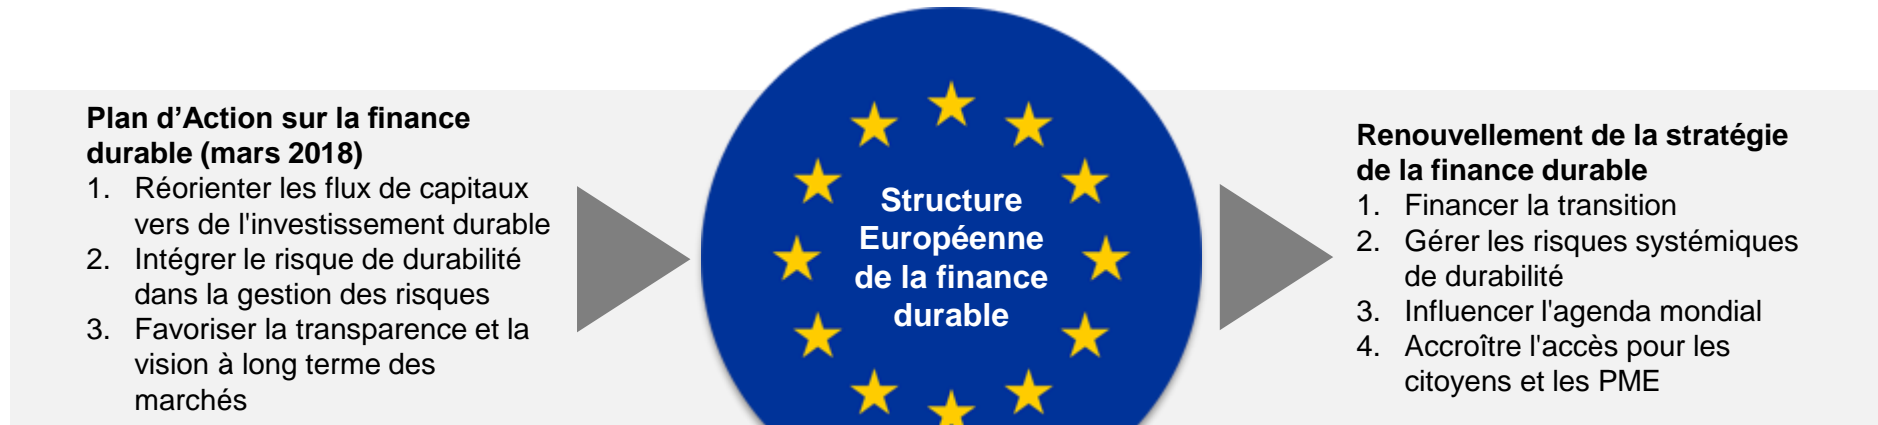 Plan d’Action sur la finance
durable (mars 2018)
1. Réorienter les flux de capitaux
vers de l'investissement durable
2. Intégrer le risque de durabilité
dans la gestion des risques
3. Favoriser la transparence et la
vision à long terme des
marchés
Structure
Européenne
de la finance
durable
Renouvellement de la stratégie
de la finance durable
1. Financer la transition
2. Gérer les risques systémiques
de durabilité
3. Influencer l'agenda mondial
4. Accroître l'accès pour les
citoyens et les PME